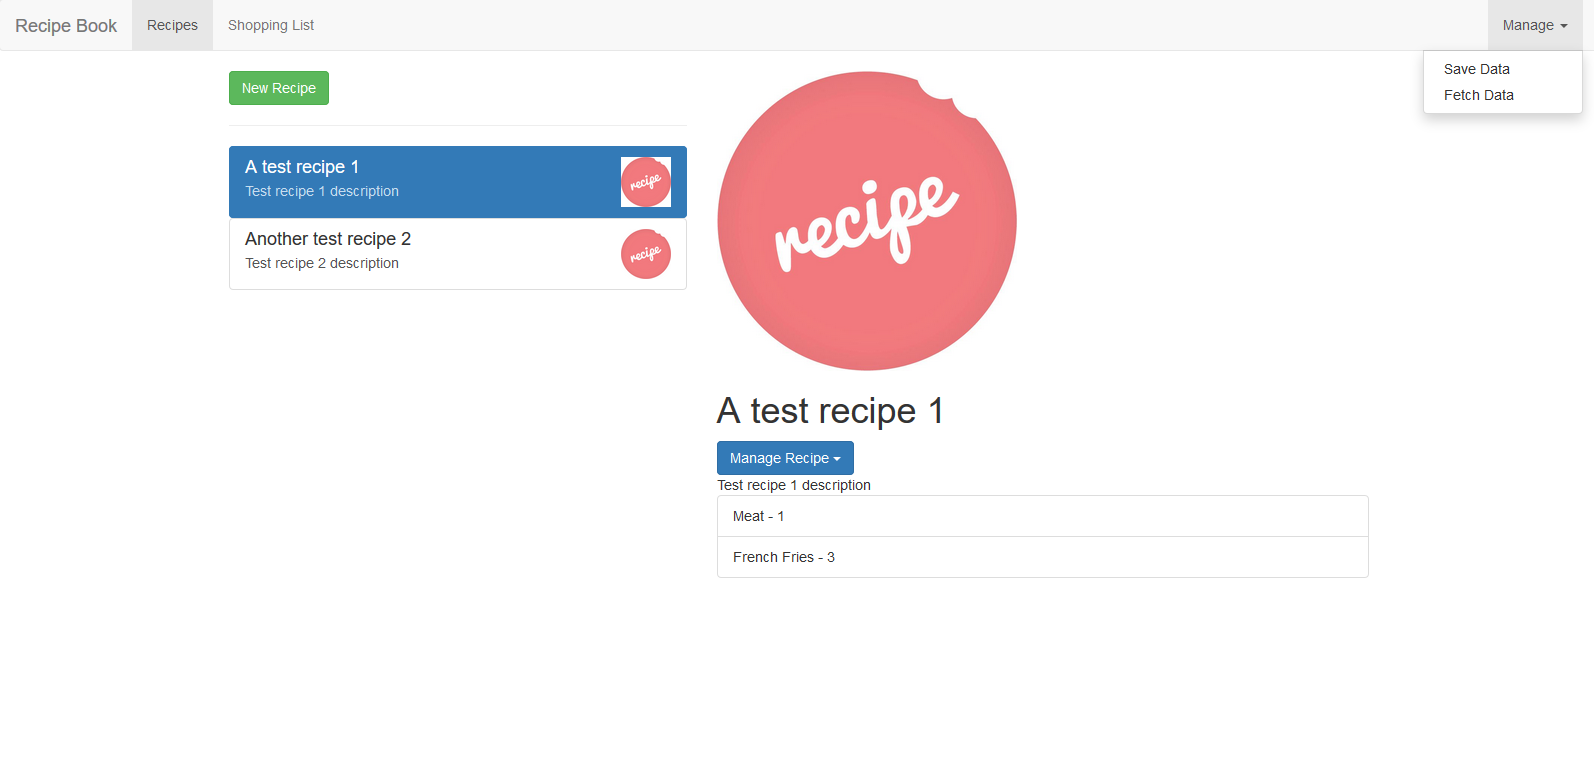 Recipe Book Recipes Shopping List Manage
Save Data
Fetch Data
New Recipe
A test recipe 1
Test recipe 1 description
recipe
Another test recipe 2
Test recipe 2 description
recipe
recipe
A test recipe 1
Manage Recipe
Test recipe 1 description
Meat - 1
French Fries - 3